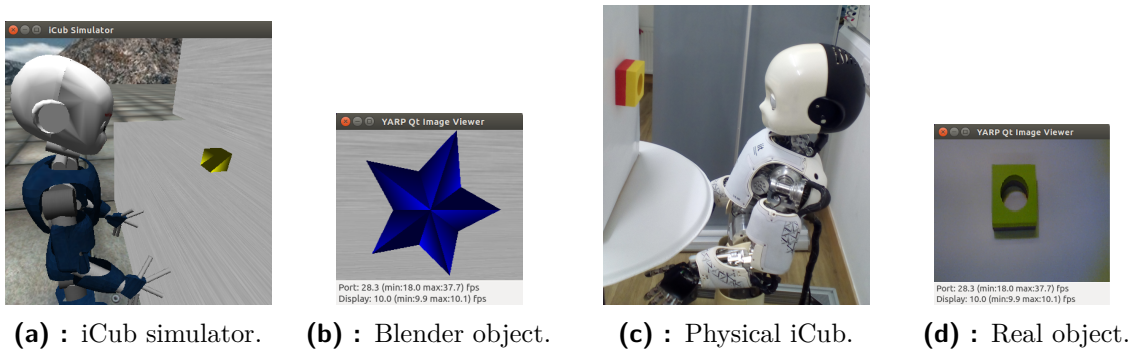 iCub Simulator
YARP Qt Image Viewer
Port: 28.3 (min:18.0 max:37.7) fps
Display: 10.0 (min:9.9 max:10.1) fps
YARP Qt Image Viewer
Port: 28.3 (min:18.0 max:37.7) fps
Display: 10.0 (min:9.9 max:10.1) fps
(a) : iCub simulator.
(b) : Blender object.
(c) : Physical iCub.
(d) : Real object.